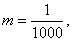 m = 1/1000,